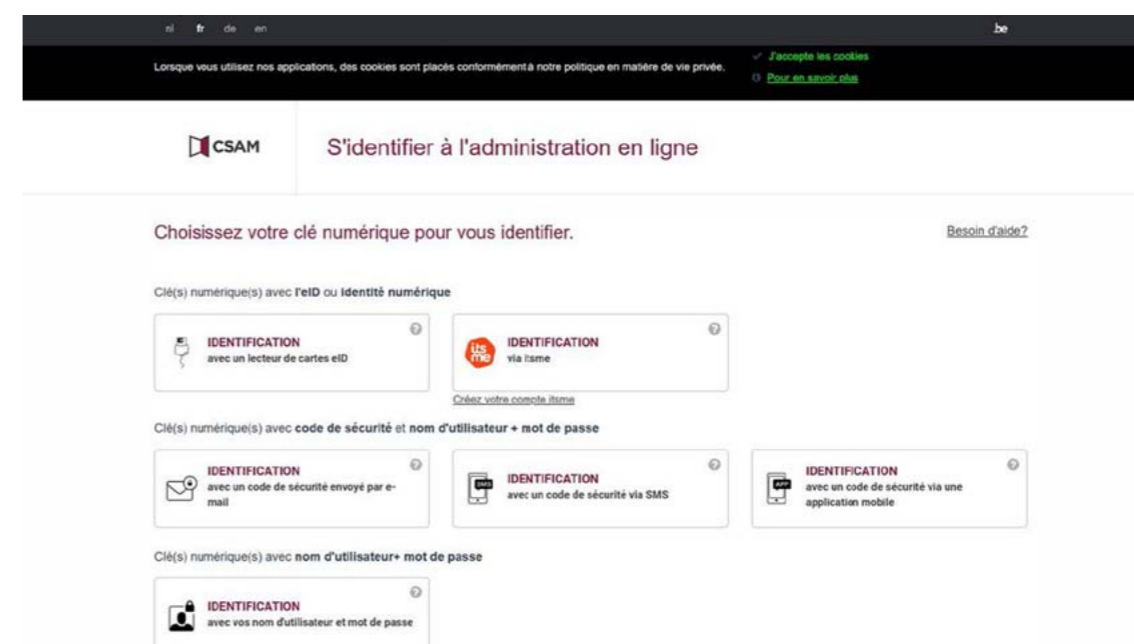 nl fr de en .be
Lorsque vous utilisez nos applications, des cookies sont placés conformément à notre politique en matière de vie privée.
J'accepte les cookies
Pour en savoir plus
CSAM
S'identifier à l'administration en ligne
Choisissez votre clé numérique pour vous identifier.
Besoin d'aide?
Clé(s) numérique(s) avec l'eID ou identité numérique
IDENTIFICATION
avec un lecteur de cartes eID
its
me
IDENTIFICATION
via itsme
Créez votre compte itsme
Clé(s) numérique(s) avec code de sécurité et nom d'utilisateur + mot de passe
IDENTIFICATION
avec un code de sécurité envoyé par e-
mail
SMS
IDENTIFICATION
avec un code de sécurité via SMS
APP
IDENTIFICATION
avec un code de sécurité via une
application mobile
Clé(s) numérique(s) avec nom d'utilisateur+ mot de passe
IDENTIFICATION
avec vos nom d'utilisateur et mot de passe